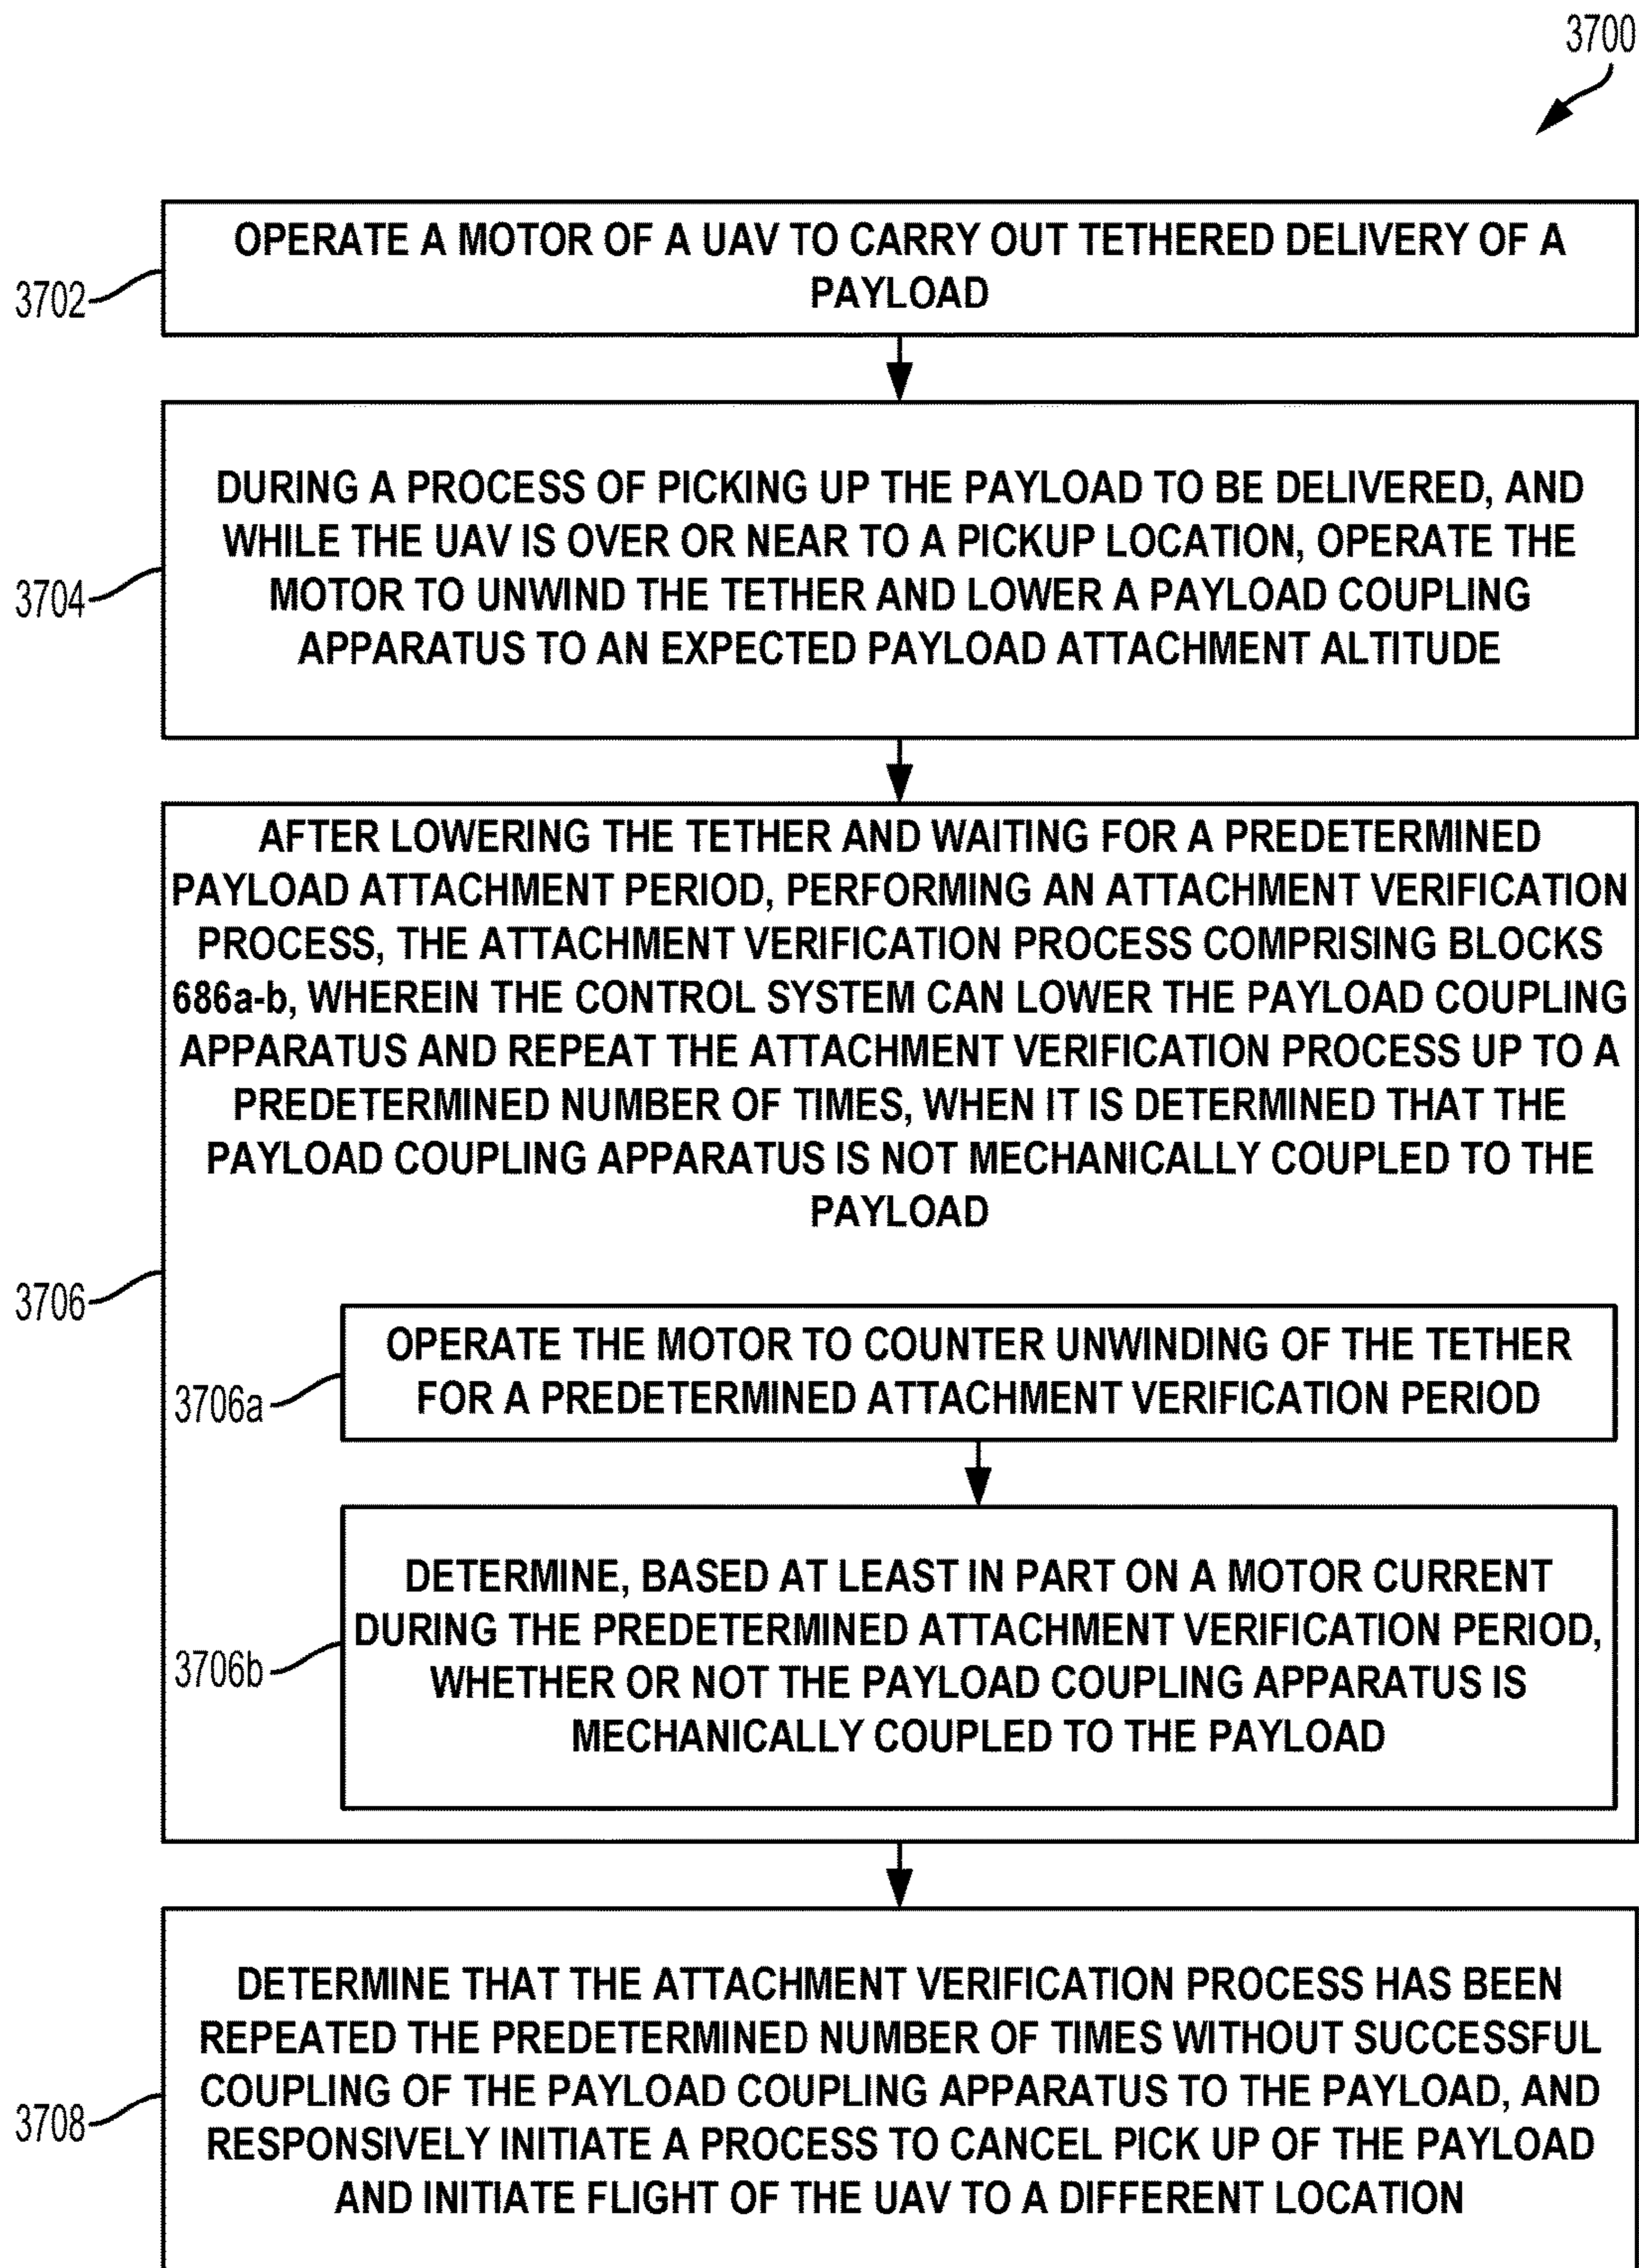 3700
OPERATE A MOTOR OF A UAV TO CARRY OUT TETHERED DELIVERY OF A
PAYLOAD
3702
DURING A PROCESS OF PICKING UP THE PAYLOAD TO BE DELIVERED, AND
WHILE THE UAV IS OVER OR NEAR TO A PICKUP LOCATION, OPERATE THE
MOTOR TO UNWIND THE TETHER AND LOWER A PAYLOAD COUPLING
APPARATUS TO AN EXPECTED PAYLOAD ATTACHMENT ALTITUDE
3704
AFTER LOWERING THE TETHER AND WAITING FOR A PREDETERMINED
PAYLOAD ATTACHMENT PERIOD, PERFORMING AN ATTACHMENT VERIFICATION
PROCESS, THE ATTACHMENT VERIFICATION PROCESS COMPRISING BLOCKS
686a-b, WHEREIN THE CONTROL SYSTEM CAN LOWER THE PAYLOAD COUPLING
APPARATUS AND REPEAT THE ATTACHMENT VERIFICATION PROCESS UP TO A
PREDETERMINED NUMBER OF TIMES, WHEN IT IS DETERMINED THAT THE
PAYLOAD COUPLING APPARATUS IS NOT MECHANICALLY COUPLED TO THE
PAYLOAD
3706
OPERATE THE MOTOR TO COUNTER UNWINDING OF THE TETHER
FOR A PREDETERMINED ATTACHMENT VERIFICATION PERIOD
3706a
DETERMINE, BASED AT LEAST IN PART ON A MOTOR CURRENT
DURING THE PREDETERMINED ATTACHMENT VERIFICATION PERIOD,
WHETHER OR NOT THE PAYLOAD COUPLING APPARATUS IS
MECHANICALLY COUPLED TO THE PAYLOAD
3706b
DETERMINE THAT THE ATTACHMENT VERIFICATION PROCESS HAS BEEN
REPEATED THE PREDETERMINED NUMBER OF TIMES WITHOUT SUCCESSFUL
COUPLING OF THE PAYLOAD COUPLING APPARATUS TO THE PAYLOAD, AND
RESPONSIVELY INITIATE A PROCESS TO CANCEL PICK UP OF THE PAYLOAD
AND INITIATE FLIGHT OF THE UAV TO A DIFFERENT LOCATION
3708